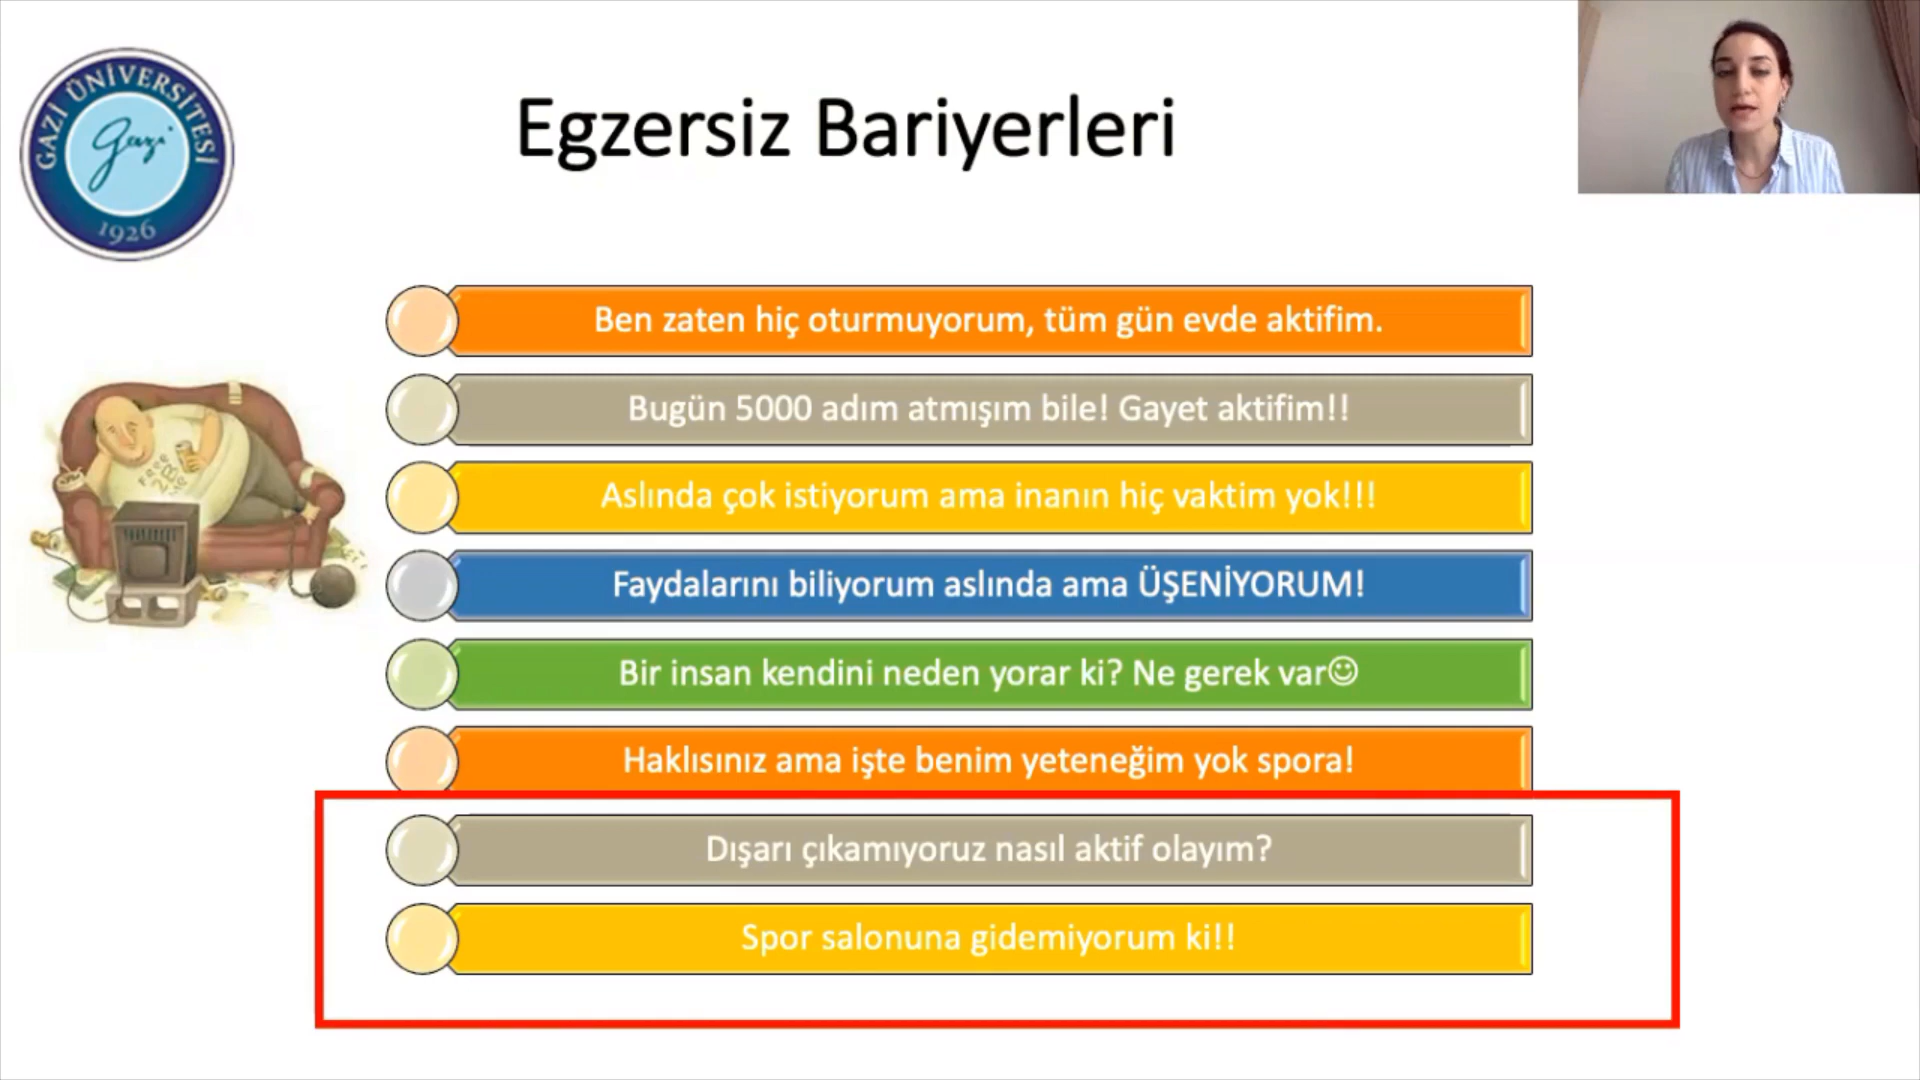 GAZİ ÜNİVERSİTESİ
gazi
1926
Egzersiz Bariyerleri
Ben zaten hiç oturmuyorum, tüm gün evde aktifim.
Bugün 5000 adım atmışım bile! Gayet aktifim!!
Aslında çok istiyorum ama inanın hiç vaktim yok!!!
Faydalarını biliyorum aslında ama ÜŞENİYORUM!
Bir insan kendini neden yorar ki? Ne gerek var☺
Haklısınız ama işte benim yeteneğim yok spora!
Dışarı çıkamıyoruz nasıl aktif olayım?
Spor salonuna gidemiyorum ki!!